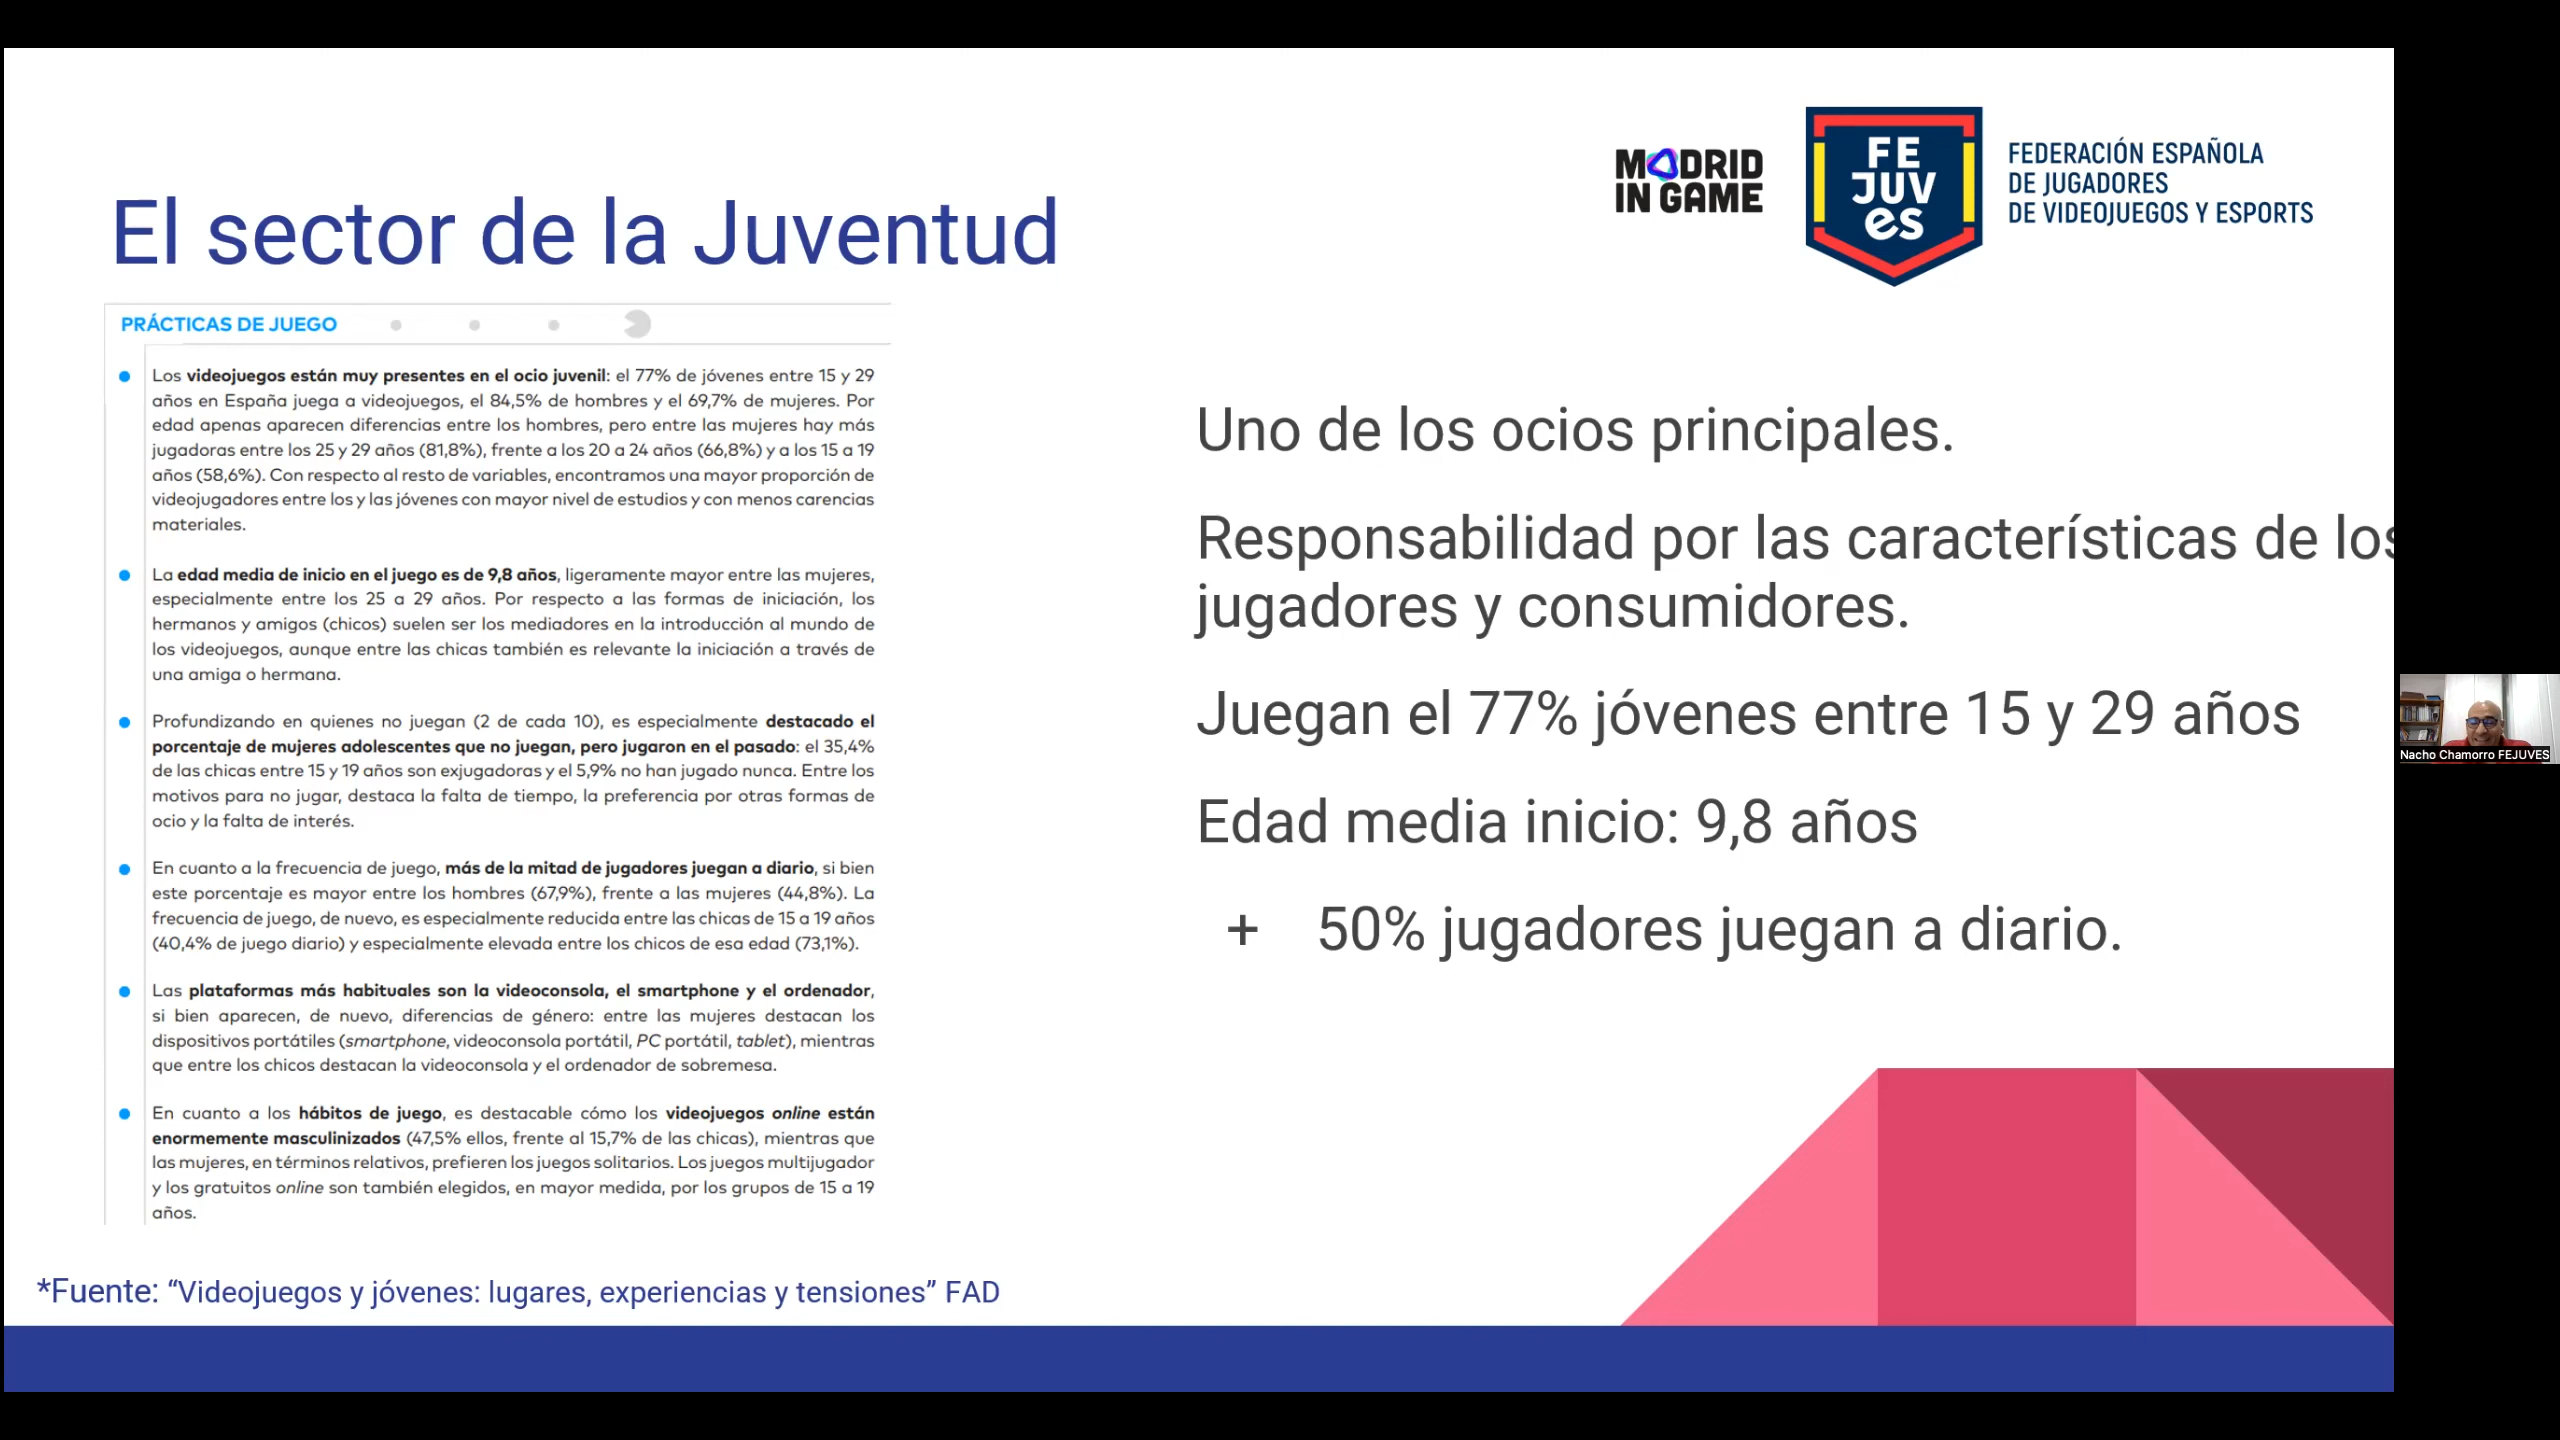 El sector de la Juventud
MADRID
IN GAME
FE
JUV
es
FEDERACIÓN ESPAÑOLA
DE JUGADORES
DE VIDEOJUEGOS Y ESPORTS
PRÁCTICAS DE JUEGO
Los videojuegos están muy presentes en el ocio juvenil: el 77% de jóvenes entre 15 y 29
años en España juega a videojuegos, el 84,5% de hombres y el 69,7% de mujeres. Por
edad apenas aparecen diferencias entre los hombres, pero entre las mujeres hay más
jugadoras entre los 25 y 29 años (81,8%), frente a los 20 a 24 años (66,8%) y a los 15 a 19
años (58,6%). Con respecto al resto de variables, encontramos una mayor proporción de
videojugadores entre los y las jóvenes con mayor nivel de estudios y con menos carencias
materiales.
La edad media de inicio en el juego es de 9,8 años, ligeramente mayor entre las mujeres,
especialmente entre los 25 a 29 años. Por respecto a las formas de iniciación, los
hermanos y amigos (chicos) suelen ser los mediadores en la introducción al mundo de
los videojuegos, aunque entre las chicas también es relevante la iniciación a través de
una amiga o hermana.
Profundizando en quienes no juegan (2 de cada 10), es especialmente destacado el
porcentaje de mujeres adolescentes que no juegan, pero jugaron en el pasado: el 35,4%
de las chicas entre 15 y 19 años son exjugadoras y el 5,9% no han jugado nunca. Entre los
motivos para no jugar, destaca la falta de tiempo, la preferencia por otras formas de
ocio y la falta de interés.
En cuanto a la frecuencia de juego, más de la mitad de jugadores juegan a diario, si bien
este porcentaje es mayor entre los hombres (67,9%), frente a las mujeres (44,8%). La
frecuencia de juego, de nuevo, es especialmente reducida entre las chicas de 15 a 19 años
(40,4% de juego diario) y especialmente elevada entre los chicos de esa edad (73,1%).
Las plataformas más habituales son la videoconsola, el smartphone y el ordenador,
si bien aparecen, de nuevo, diferencias de género: entre las mujeres destacan los
dispositivos portátiles (smartphone, videoconsola portátil, PC portátil, tablet), mientras
que entre los chicos destacan la videoconsola y el ordenador de sobremesa.
En cuanto a los hábitos de juego, es destacable cómo los videojuegos online están
enormemente masculinizados (47,5% ellos, frente al 15,7% de las chicas), mientras que
las mujeres, en términos relativos, prefieren los juegos solitarios. Los juegos multijugador
y los gratuitos online son también elegidos, en mayor medida, por los grupos de 15 a 19
años.
Uno de los ocios principales.
Responsabilidad por las características de los
jugadores y consumidores.
Juegan el 77% jóvenes entre 15 y 29 años
Edad media inicio: 9,8 años
+ 50% jugadores juegan a diario.
*Fuente: “Videojuegos y jóvenes: lugares, experiencias y tensiones” FAD
Nacho Chamorro FEJUVES